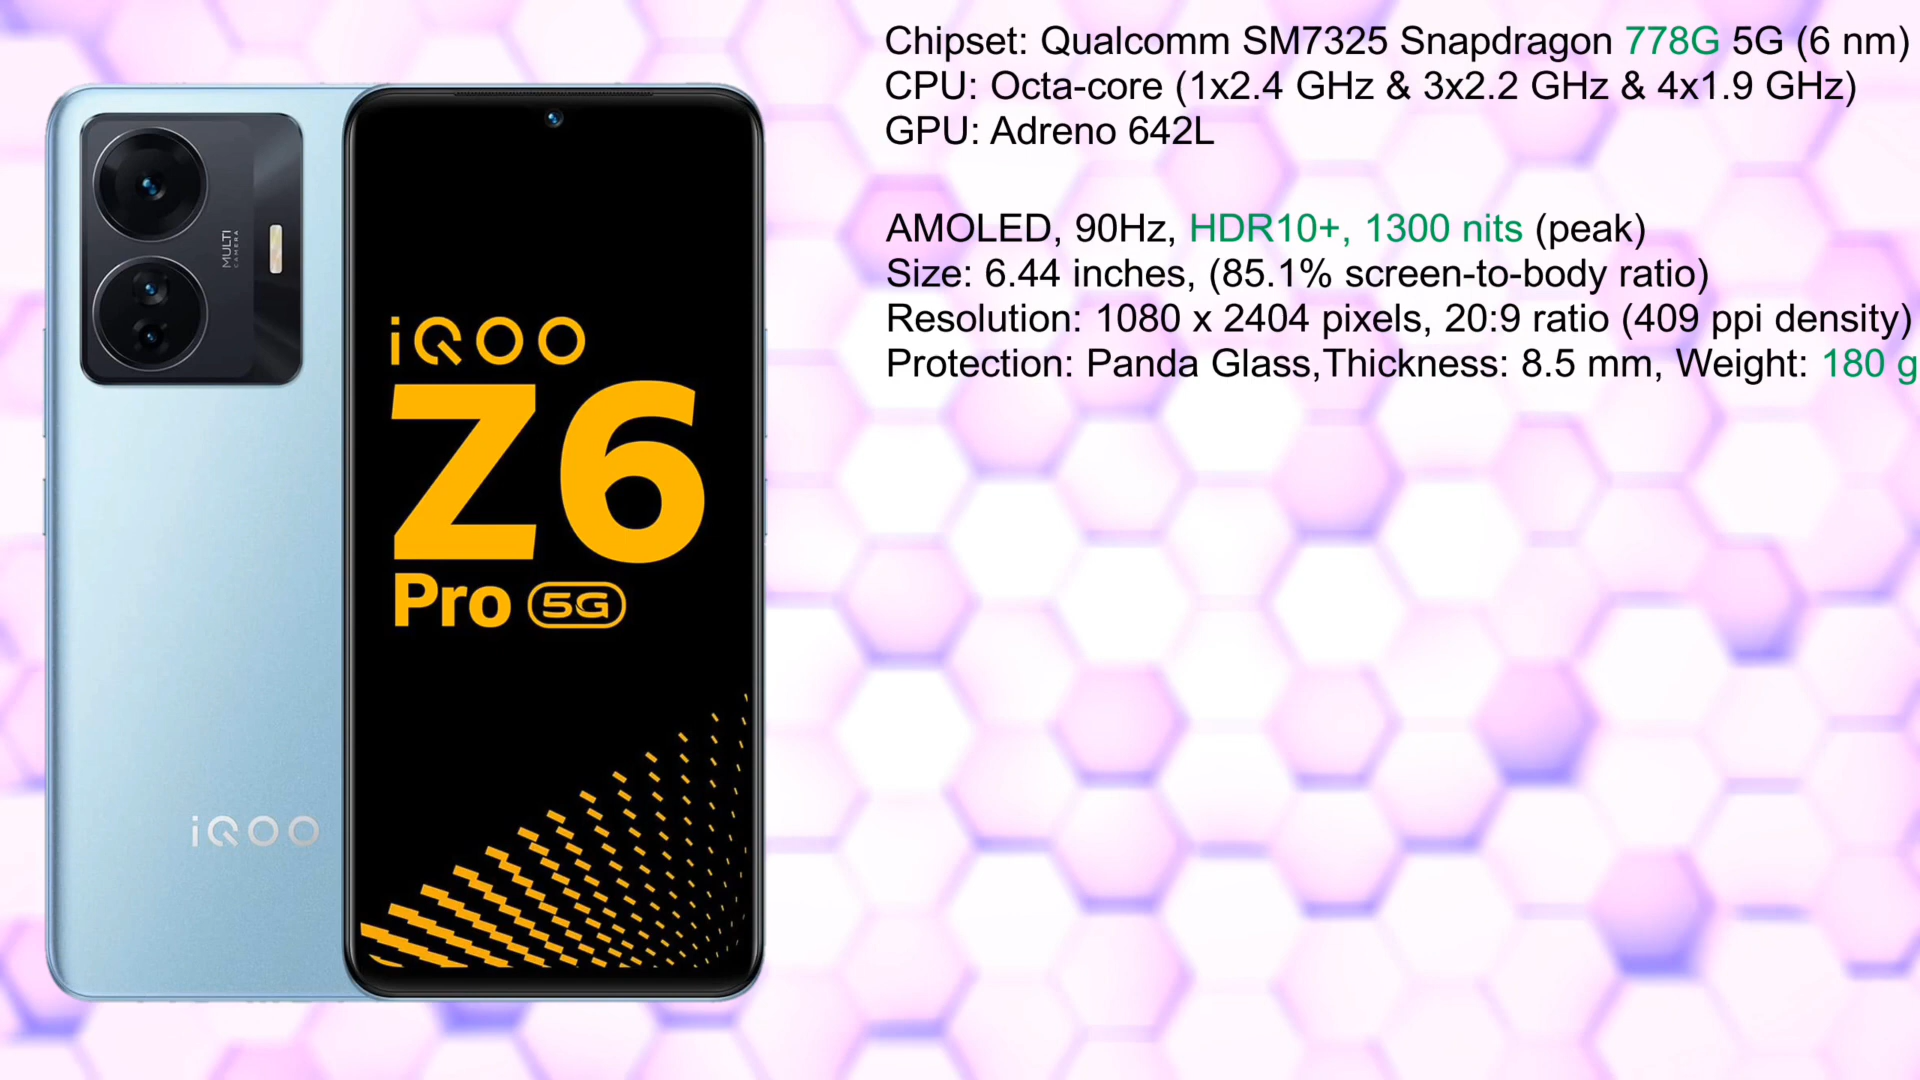 Chipset: Qualcomm SM7325 Snapdragon 778G 5G (6 nm)
CPU: Octa-core (1x2.4 GHz & 3x2.2 GHz & 4x1.9 GHz)
GPU: Adreno 642L
AMOLED, 90Hz, HDR10+, 1300 nits (peak)
Size: 6.44 inches, (85.1% screen-to-body ratio)
Resolution: 1080 x 2404 pixels, 20:9 ratio (409 ppi density)
Protection: Panda Glass,Thickness: 8.5 mm, Weight: 180 g
MULTI
CAMERA
iQOO
iQOO
Z6
Pro 5G